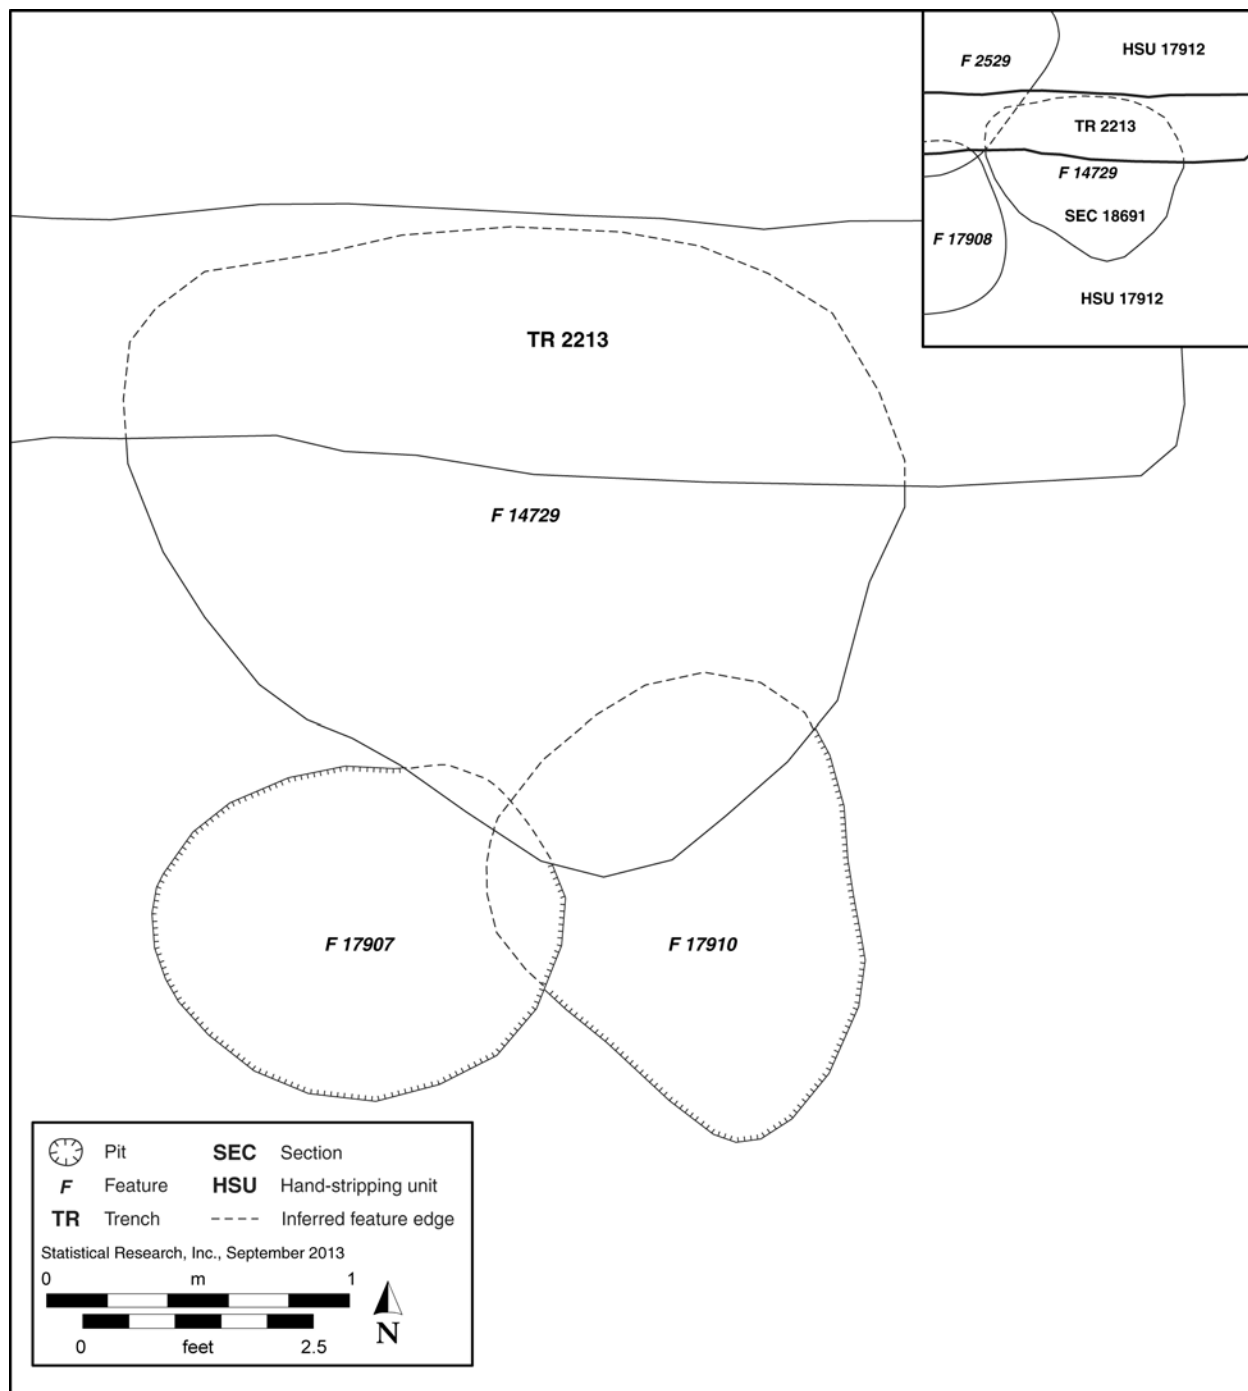 F 2529
HSU 17912
TR 2213
F 14729
SEC 18691
F 17908
HSU 17912
TR 2213
F 14729
F 17907
F 17910
Pit
SEC Section
F Feature
HSU Hand-stripping unit
TR Trench
Inferred feature edge
Statistical Research, Inc., September 2013
0 m 1
0 feet 2.5
N